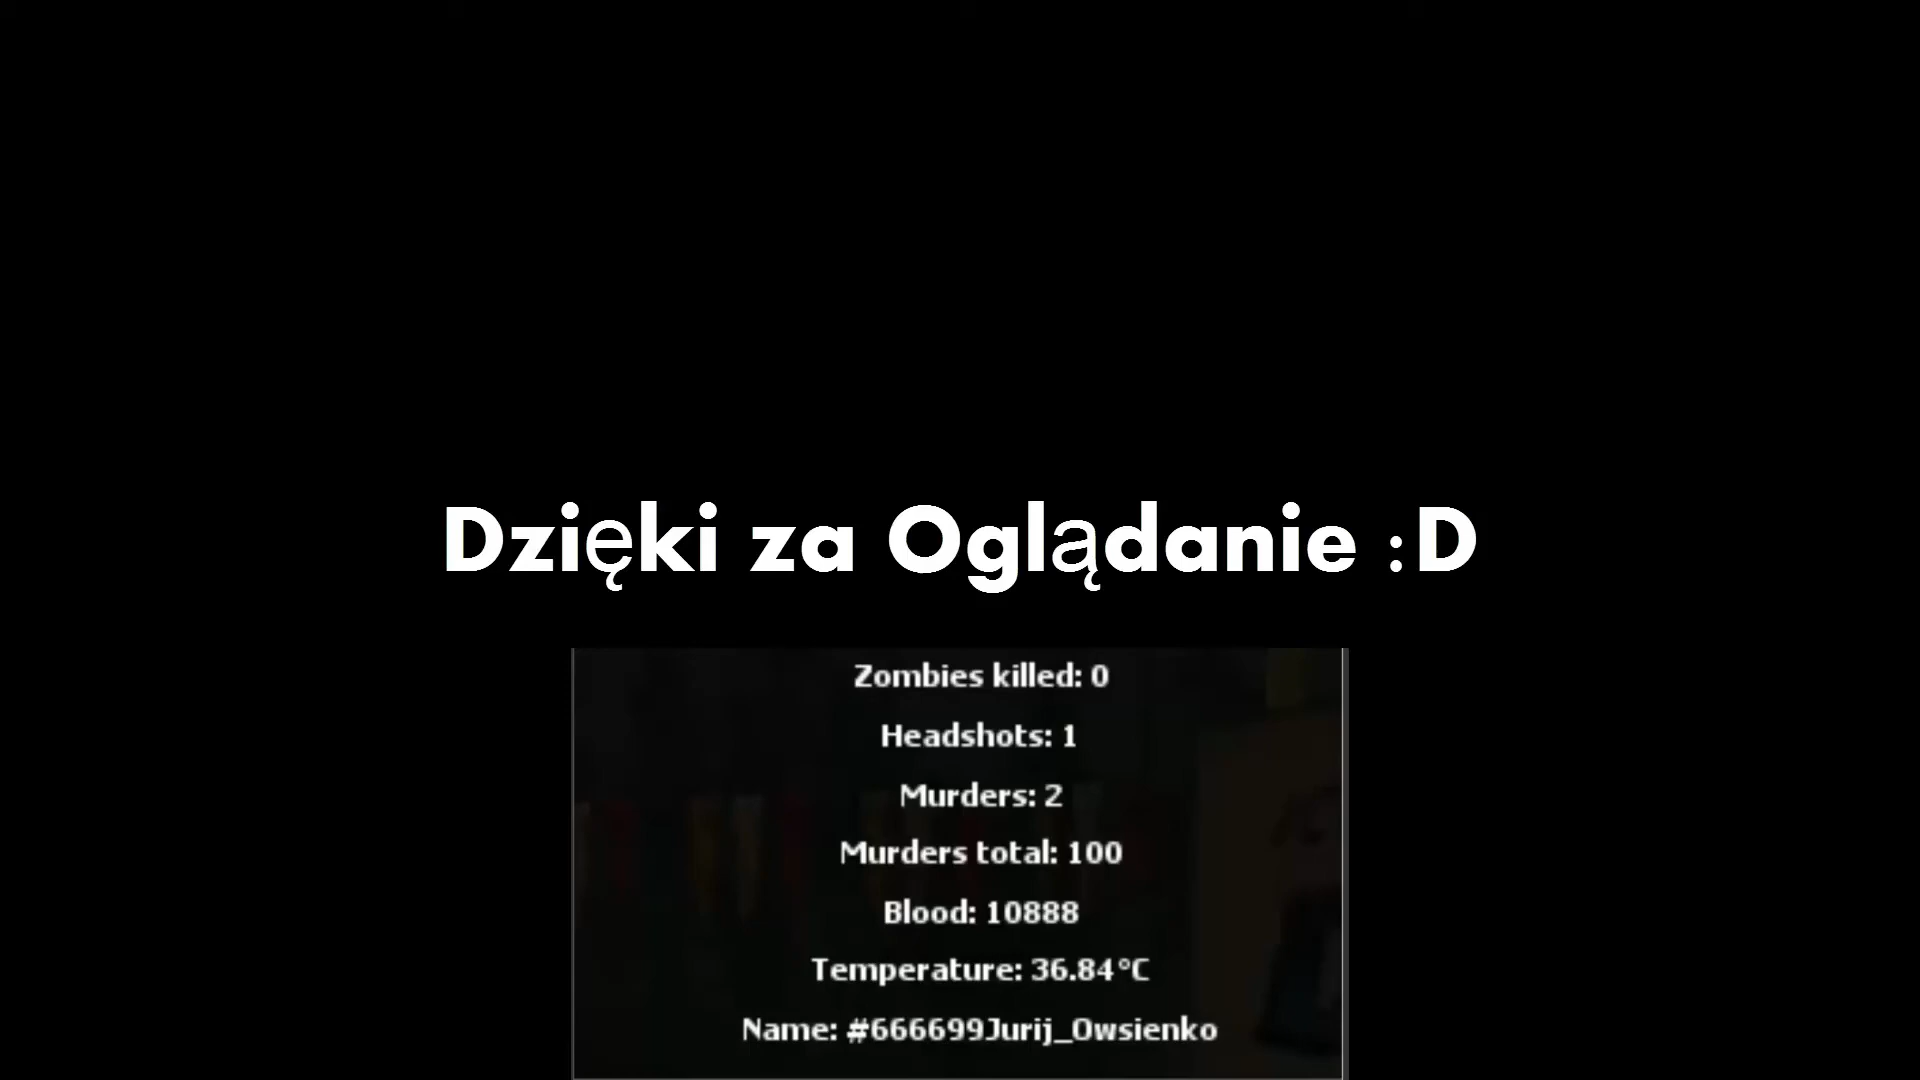 Dzięki za Oglądanie :D
Zombies killed: 0
Headshots: 1
Murders: 2
Murders total: 100
Blood: 10888
Temperature: 36.84°C
Name: #666699Jurij_Owsienko